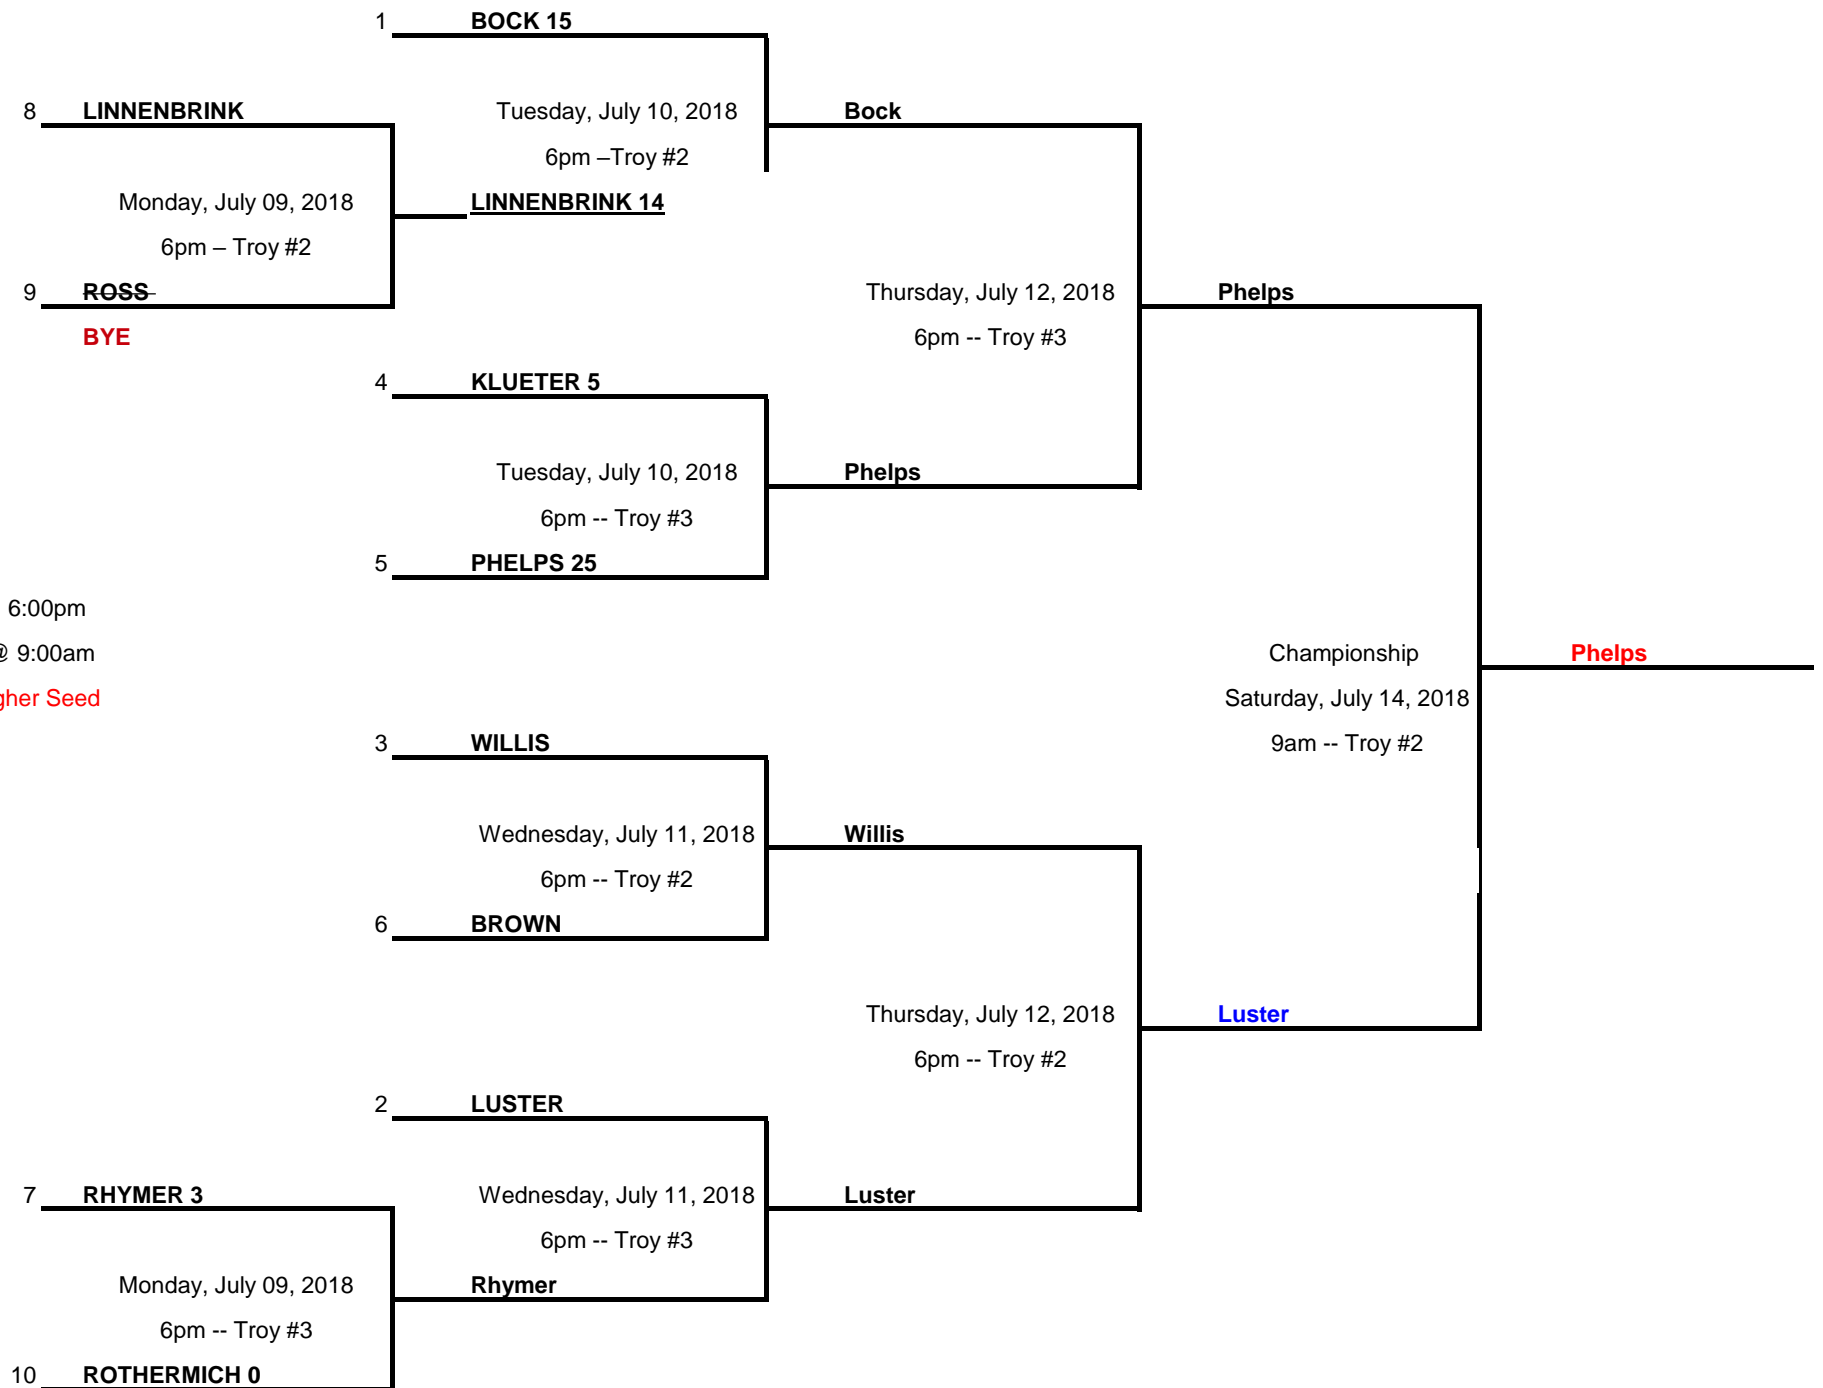 1 BOCK 15
8 LINNENBRINK Tuesday, July 10, 2018 Bock
6pm –Troy #2
Monday, July 09, 2018 LINNENBRINK 14
6pm – Troy #2
9 ROSS Thursday, July 12, 2018 Phelps
BYE 6pm -- Troy #3
4 KLUETER 5
Tuesday, July 10, 2018 Phelps
6pm -- Troy #3
5 PHELPS 25
6:00pm
@ 9:00am Championship Phelps
gher Seed Saturday, July 14, 2018
3 WILLIS 9am -- Troy #2
Wednesday, July 11, 2018 Willis
6pm -- Troy #2
6 BROWN
Thursday, July 12, 2018 Luster
6pm -- Troy #2
2 LUSTER
7 RHYMER 3 Wednesday, July 11, 2018 Luster
6pm -- Troy #3
Monday, July 09, 2018 Rhymer
6pm -- Troy #3
10 ROTHERMICH 0